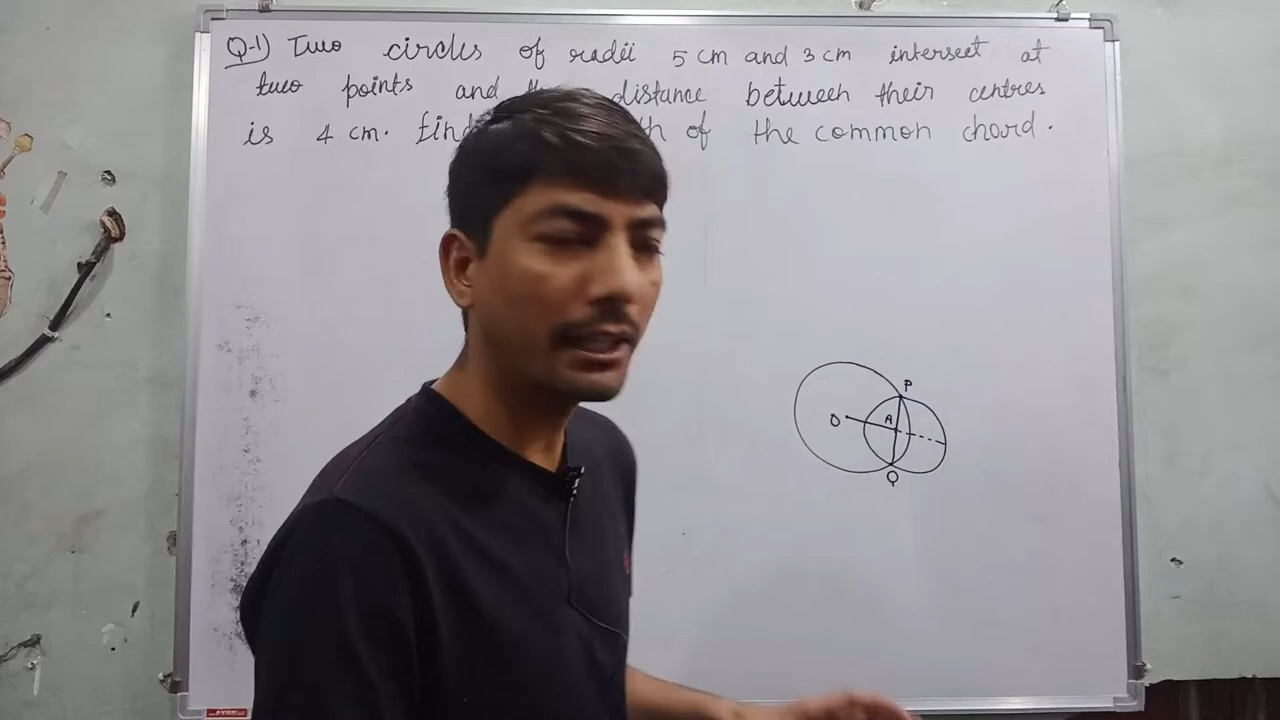 Q-1) Two circles of radii 5 cm and 3 cm intersect at
two points and distance between their centres
is 4 cm. find of the common chord.
P
O A
Q